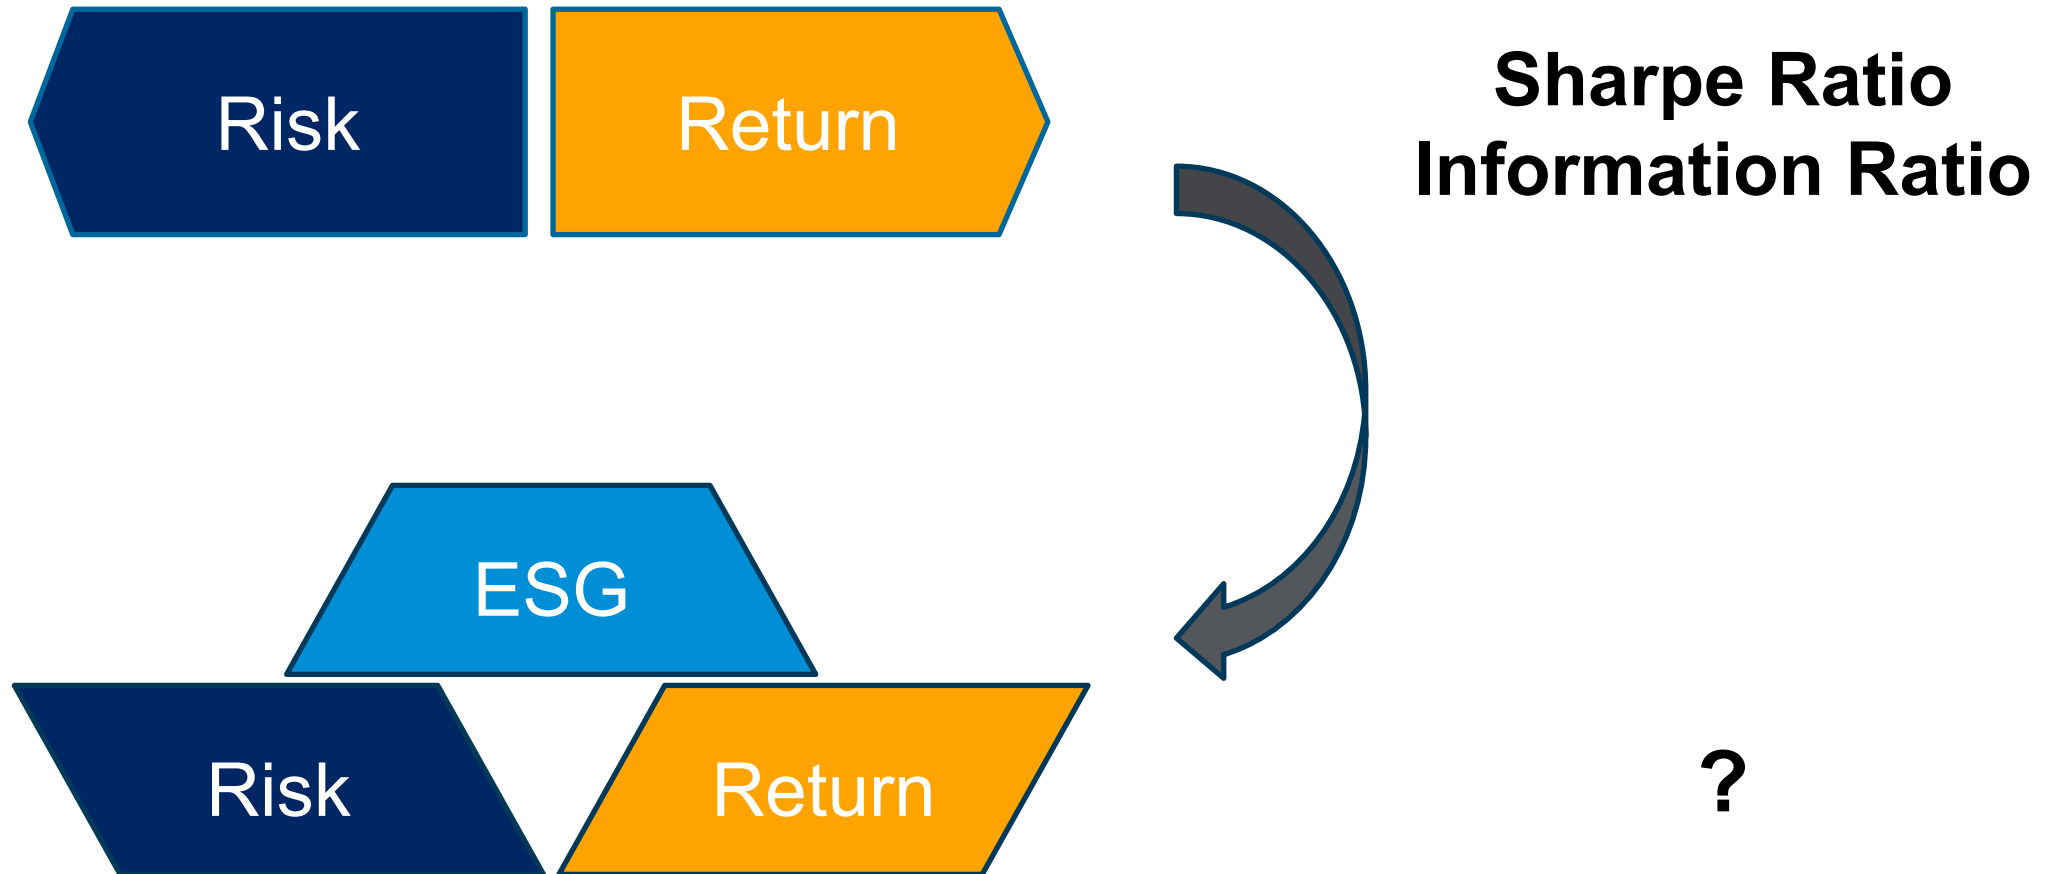 Risk
Return
Sharpe Ratio
Information Ratio
ESG
Risk
Return
?